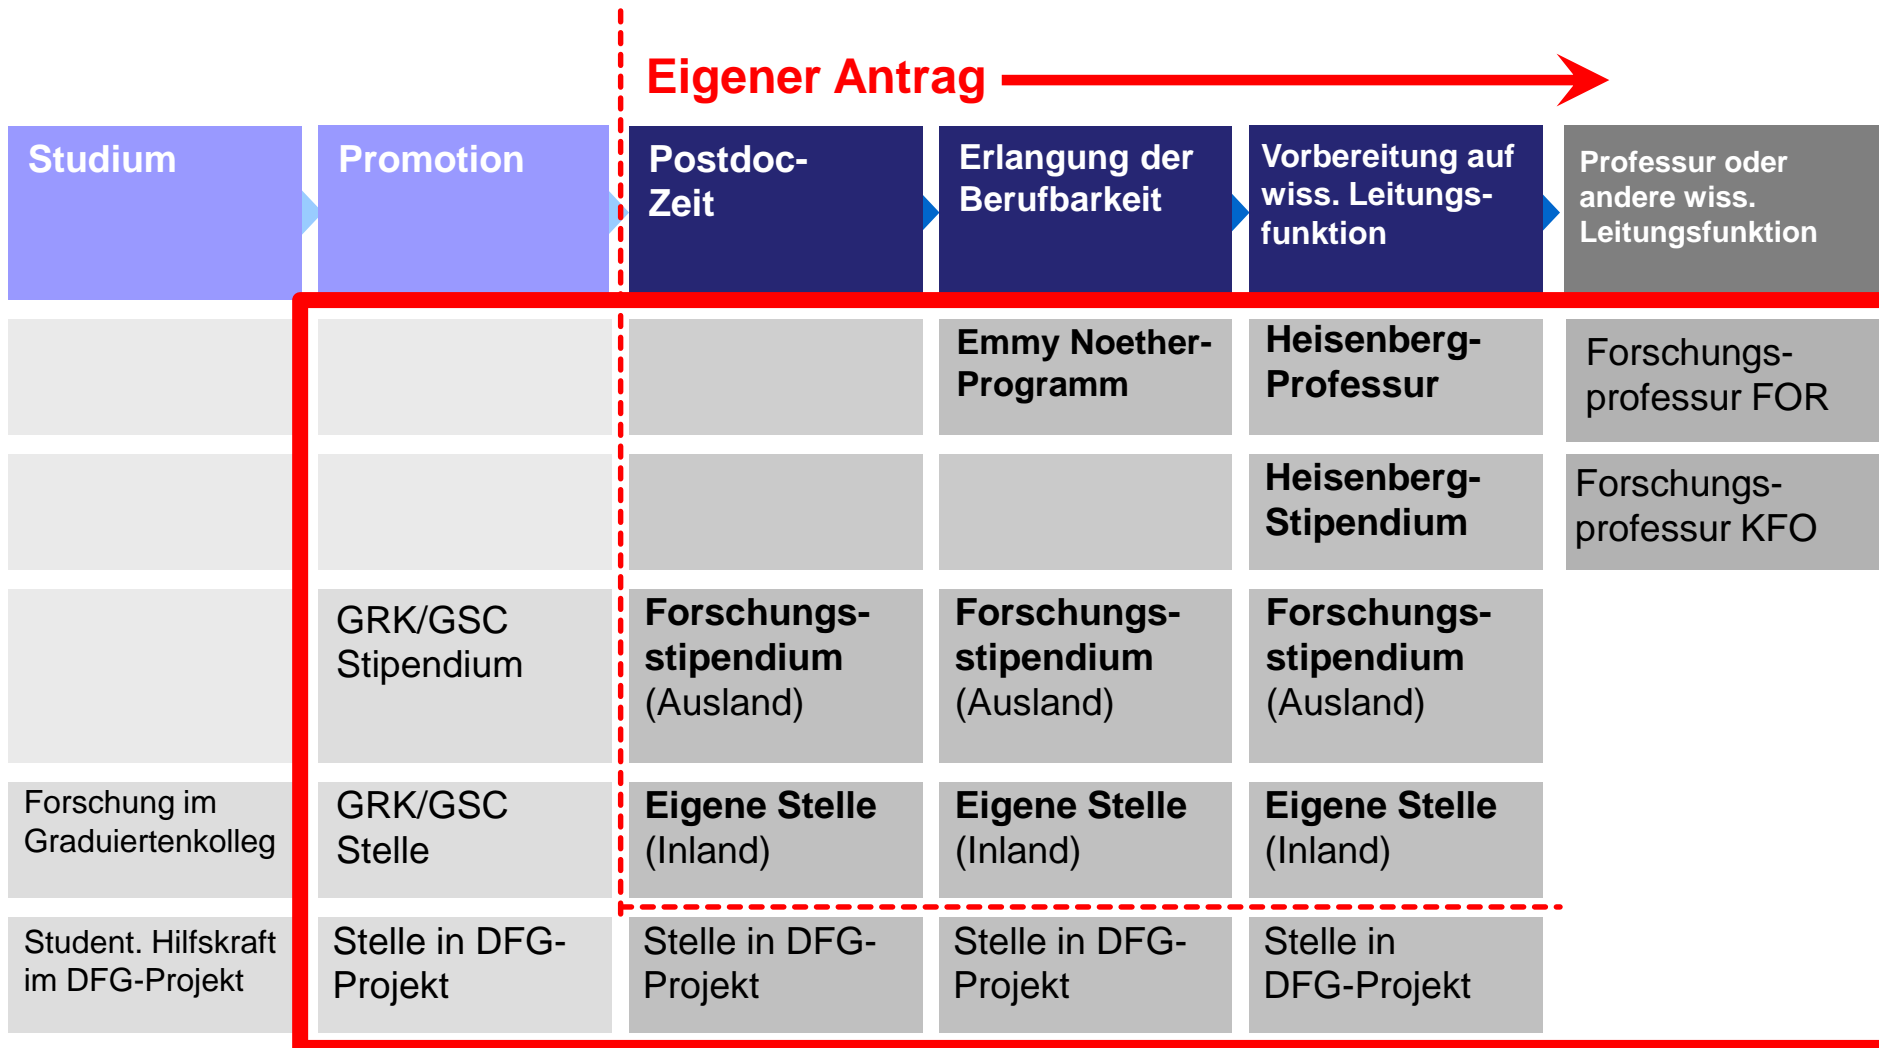 Eigener Antrag
Studium
Promotion
Postdoc-
Zeit
Erlangung der
Berufbarkeit
Vorbereitung auf
wiss. Leitungs-
funktion
Professur oder
andere wiss.
Leitungsfunktion
Emmy Noether-
Programm
Heisenberg-
Professur
Forschungs-
professur FOR
Heisenberg-
Stipendium
Forschungs-
professur KFO
GRK/GSC
Stipendium
Forschungs-
stipendium
(Ausland)
Forschungs-
stipendium
(Ausland)
Forschungs-
stipendium
(Ausland)
Forschung im
Graduiertenkolleg
GRK/GSC
Stelle
Eigene Stelle
(Inland)
Eigene Stelle
(Inland)
Eigene Stelle
(Inland)
Student. Hilfskraft
im DFG-Projekt
Stelle in DFG-
Projekt
Stelle in DFG-
Projekt
Stelle in DFG-
Projekt
Stelle in
DFG-Projekt